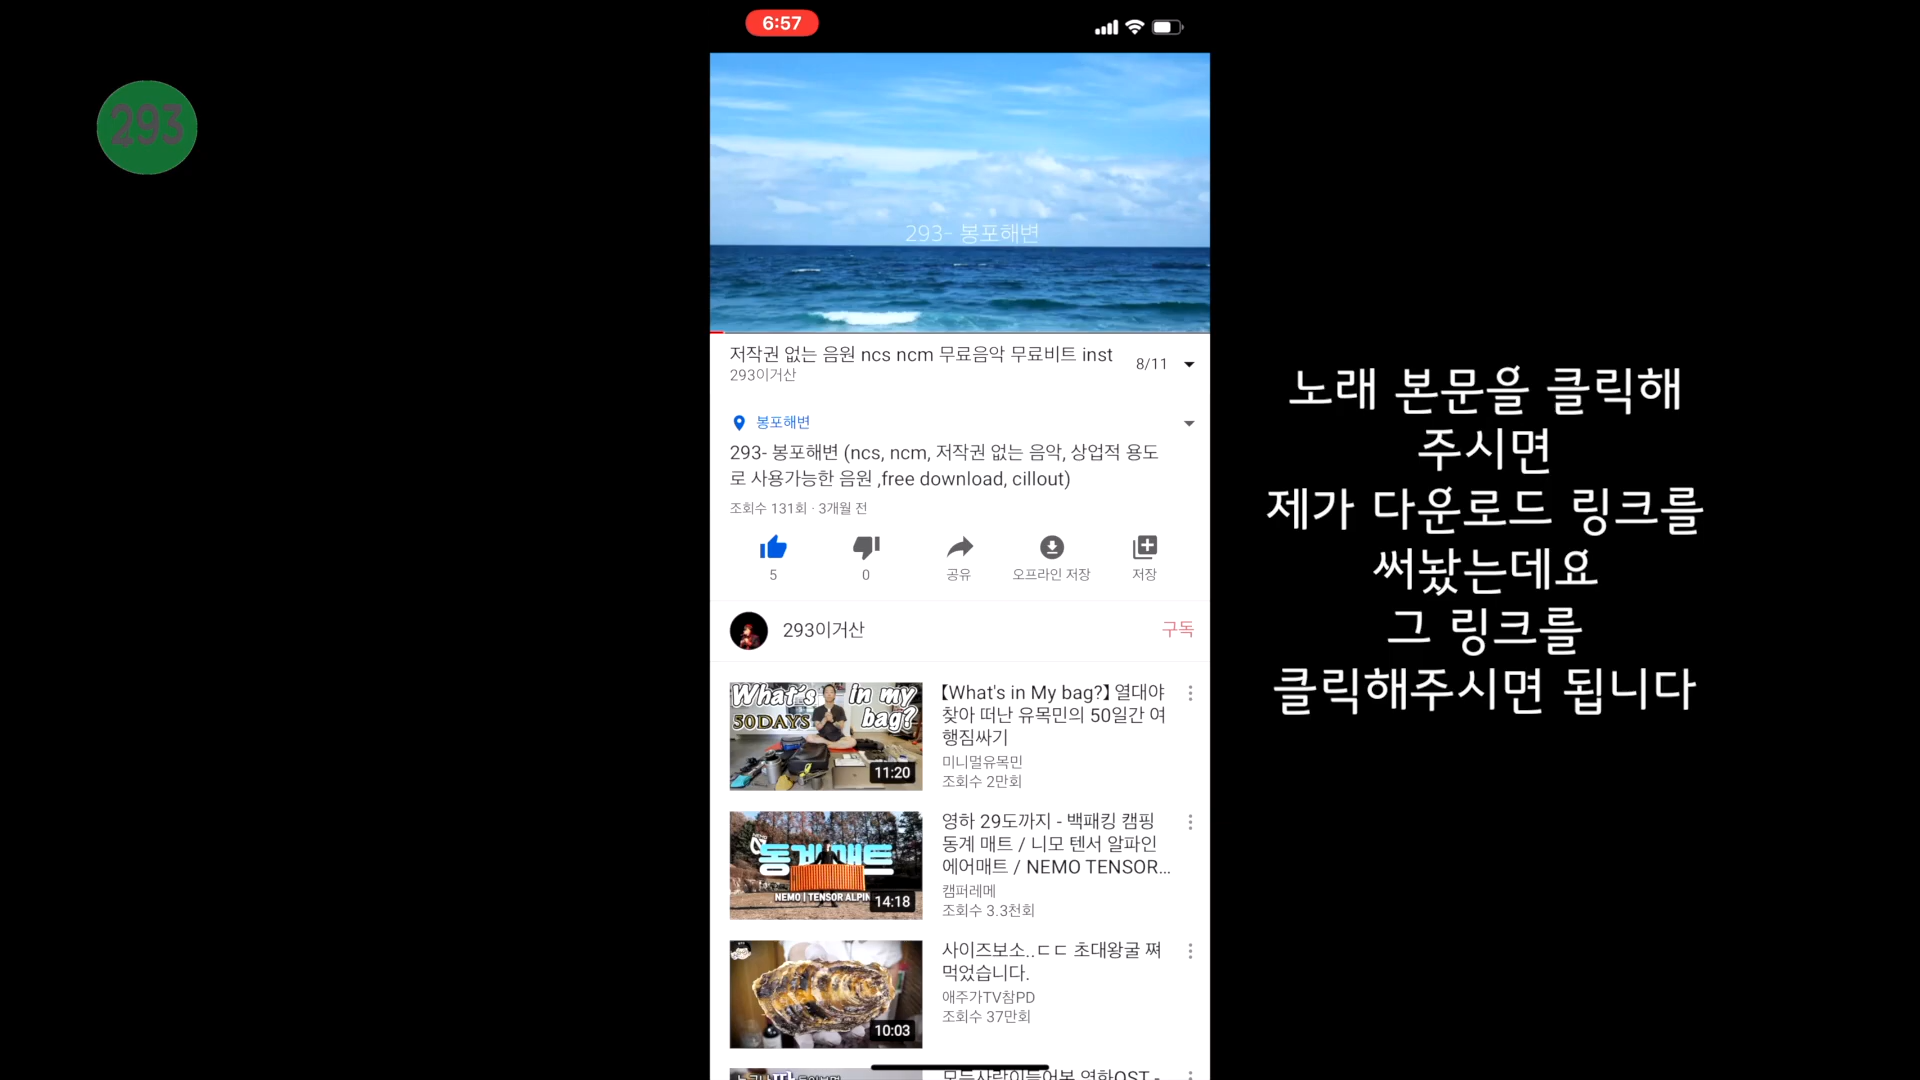 6:57
293
293- 봉포해변
저작권 없는 음원 ncs ncm 무료음악 무료비트 inst
293이거산
8/11
봉포해변
293- 봉포해변 (ncs, ncm, 저작권 없는 음악, 상업적 용도
로 사용가능한 음원 ,free download, cillout)
조회수 131회 · 3개월 전
5
0
공유
오프라인 저장
저장
293이거산
구독
What's in my bag?
50DAYS
11:20
【What's in My bag?】 열대야
찾아 떠난 유목민의 50일간 여
행짐싸기
미니멀유목민
조회수 2만회
동계매트
NEMO | TENSOR ALPIN
14:18
영하 29도까지 - 백패킹 캠핑
동계 매트 / 니모 텐서 알파인
에어매트 / NEMO TENSOR...
캠퍼레메
조회수 3.3천회
10:03
사이즈보소..ㄷㄷ 초대왕굴 쪄
먹었습니다.
애주가TV참PD
조회수 37만회
노래 본문을 클릭해
주시면
제가 다운로드 링크를
써놨는데요
그 링크를
클릭해주시면 됩니다